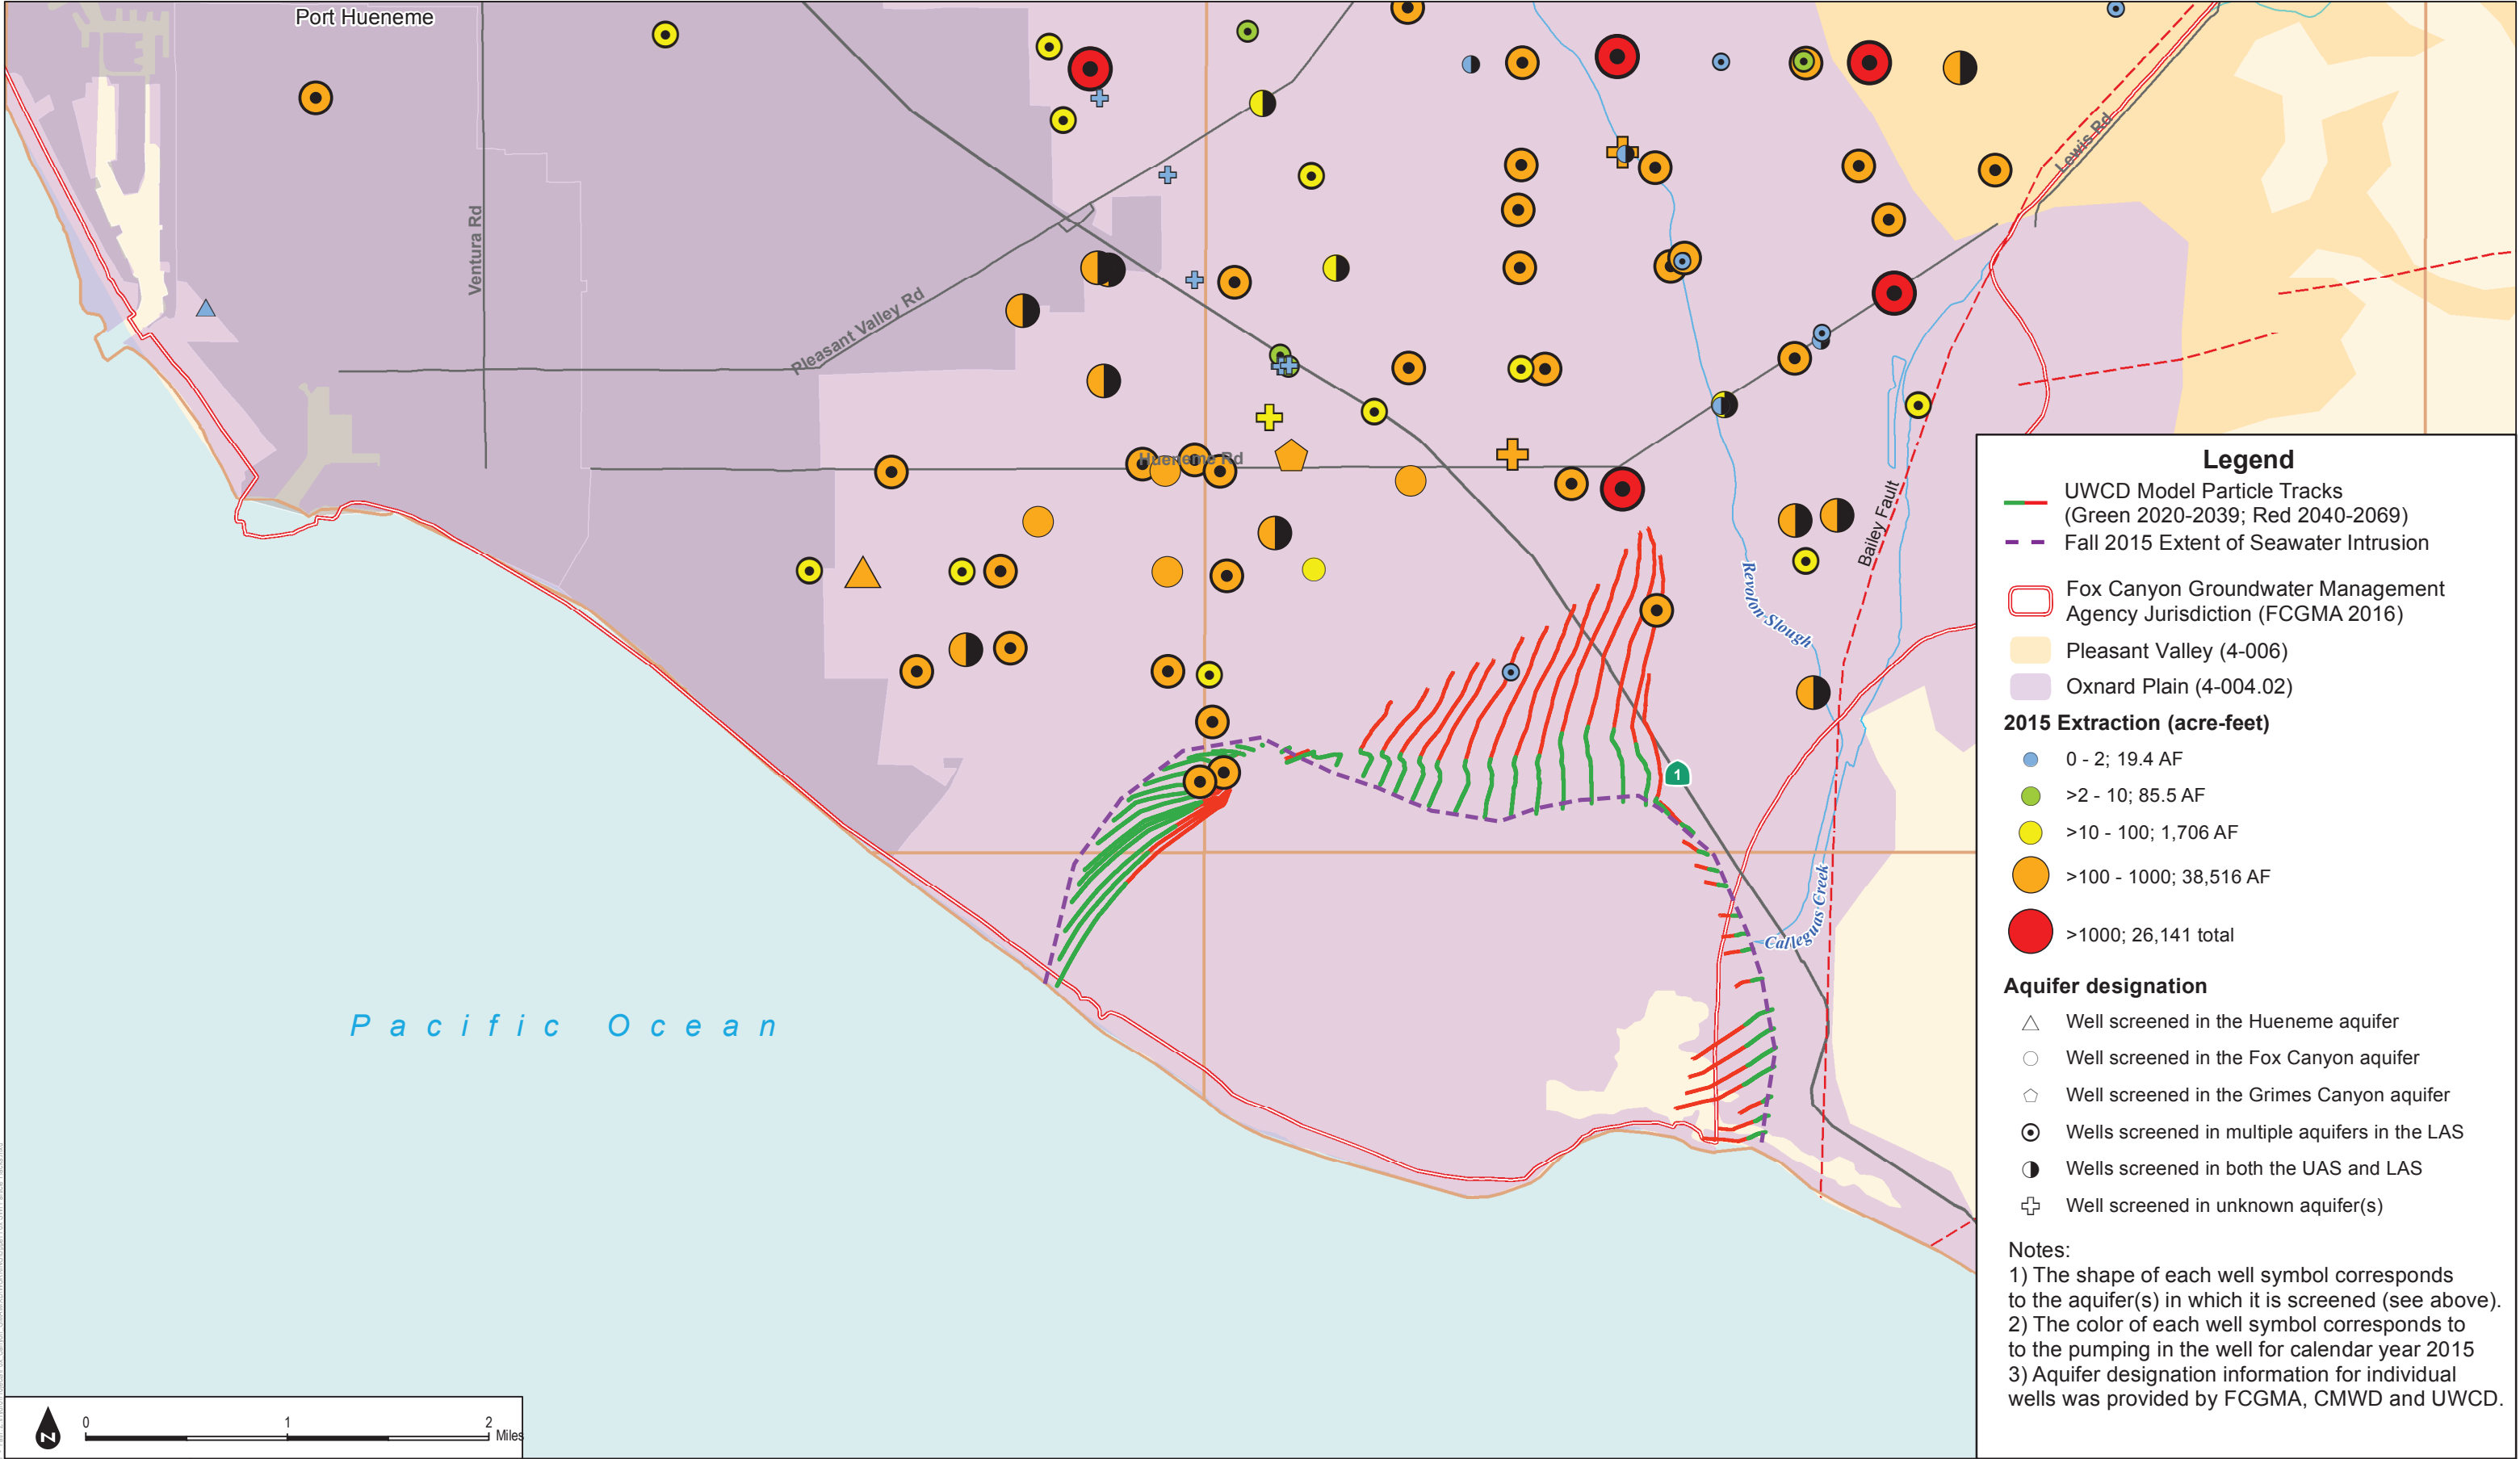 Port Hueneme
Lewis Rd
Ventura Rd
Pleasant Valley Rd
Hueneme Rd
Bailey Fault
Revolon Slough
1
Calleguas Creek
Pacific Ocean
N
0 1 2
Miles
Legend
UWCD Model Particle Tracks
(Green 2020-2039; Red 2040-2069)
Fall 2015 Extent of Seawater Intrusion
Fox Canyon Groundwater Management
Agency Jurisdiction (FCGMA 2016)
Pleasant Valley (4-006)
Oxnard Plain (4-004.02)
2015 Extraction (acre-feet)
0 - 2; 19.4 AF
>2 - 10; 85.5 AF
>10 - 100; 1,706 AF
>100 - 1000; 38,516 AF
>1000; 26,141 total
Aquifer designation
Well screened in the Hueneme aquifer
Well screened in the Fox Canyon aquifer
Well screened in the Grimes Canyon aquifer
Wells screened in multiple aquifers in the LAS
Wells screened in both the UAS and LAS
Well screened in unknown aquifer(s)
Notes:
1) The shape of each well symbol corresponds
to the aquifer(s) in which it is screened (see above).
2) The color of each well symbol corresponds to
to the pumping in the well for calendar year 2015
3) Aquifer designation information for individual
wells was provided by FCGMA, CMWD and UWCD.